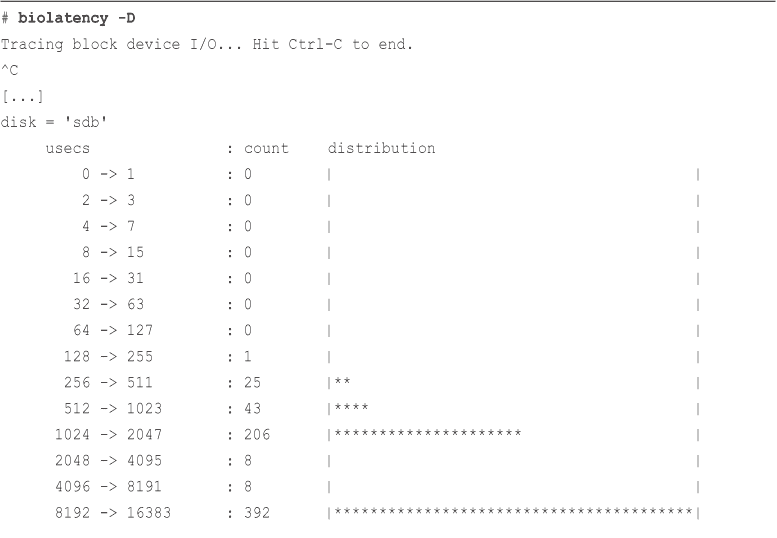 # biolatency -D
Tracing block device I/O... Hit Ctrl-C to end.
^C
[...]
disk = 'sdb'
     usecs               : count    distribution
         0 -> 1          : 0        |                                        |
         2 -> 3          : 0        |                                        |
         4 -> 7          : 0        |                                        |
         8 -> 15         : 0        |                                        |
        16 -> 31         : 0        |                                        |
        32 -> 63         : 0        |                                        |
        64 -> 127        : 0        |                                        |
       128 -> 255        : 1        |                                        |
       256 -> 511        : 25       |**                                      |
       512 -> 1023       : 43       |****                                    |
      1024 -> 2047       : 206      |*********************                   |
      2048 -> 4095       : 8        |                                        |
      4096 -> 8191       : 8        |                                        |
      8192 -> 16383      : 392      |****************************************|